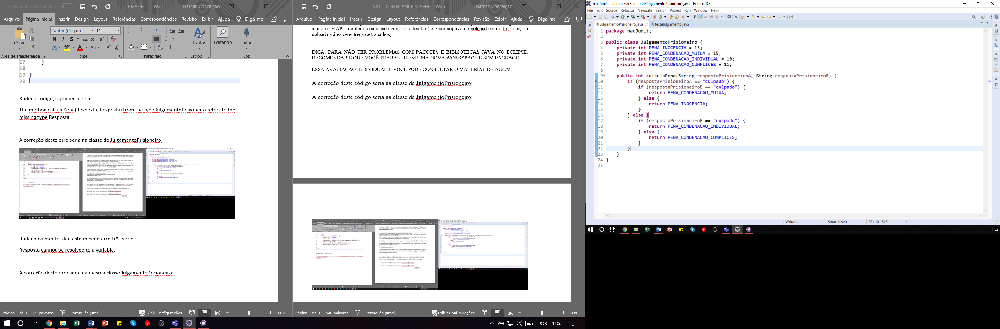 Salvamento Automático
RM82921 - Word
Nathan Conceição
Arquivo Página Inicial Inserir Design Layout Referências Correspondências Revisão Exibir Ajuda Diga-me
Colar
Calibri (Corpo) 11
N I S abc x₂ x²
A A Aa A A
Estilos
Editando
Ditar
Área de Transferência Fonte Parágrafo Estilos Voz
17 }
18
19 }
20
Rodei o código, o primeiro erro:
The method calculaPena(Resposta, Resposta) from the type JulgamentoPrisioneiro refers to the
missing type Resposta.
A correção deste erro seria na classe de JulgamentoPrisioneiro:
Rodei novamente, deu este mesmo erro três vezes:
Resposta cannot be resolved to a variable.
A correção deste erro seria na mesma classe JulgamentoPrisioneiro:
Página 1 de 1 69 palavras Português (Brasil) Exibir Configurações 100%
NAC1-COMPLIANCE-1oSEM - Word
Nathan Conceição
Arquivo Página Inicial Inserir Design Layout Referências Correspondências Revisão Exibir Ajuda Diga-me
aluno da FIAP – no item relacionado com esse desafio (crie um arquivo no notepad com o lini e faça o
upload na área de entrega de trabalhos).
DICA: PARA NÃO TER PROBLEMAS COM PACOTES E BIBLIOTECAS JAVA NO ECLIPSE,
RECOMENDA-SE QUE VOCÊ TRABALHE EM UMA NOVA WORKSPACE E SEM PACKAGE.
ESSA AVALIAÇÃO INDIVIDUAL E VOCÊ PODE CONSULTAR O MATERIAL DE AULA!
A correção deste código seria na classe de JulgamentoPrisioneiro:
A correção deste código seria na classe de JulgamentoPrisioneiro:
Página 2 de 3 548 palavras Português (Brasil) Exibir Configurações 100%
POR 11:52
nac Junit - nacJunit/src/nacJunit/JulgamentoPrisioneiro.java - Eclipse IDE
File Edit Source Refactor Navigate Search Project Run Window Help
JulgamentoPrisioneiro.java testeJulgamento.java
1 package nacJunit;
2
3 public class JulgamentoPrisioneiro {
4 private int PENA_INOCENCIA = 13;
5 private int PENA_CONDENACAO_MUTUA = 15;
6 private int PENA_CONDENACAO_INDIVIDUAL = 10;
7 private int PENA_CONDENACAO_CUMPLICES = 11;
8
9 public int calculaPena(String respostaPrisioneiroA, String respostaPrisioneiroB) {
10 if (respostaPrisioneiroA == "culpado") {
11 if (respostaPrisioneiroB == "culpado") {
12 return PENA_CONDENACAO_MUTUA;
13 } else {
14 return PENA_INOCENCIA;
15 }
16 } else {
17 if (respostaPrisioneiroB == "culpado") {
18 return PENA_CONDENACAO_INDIVIDUAL;
19 } else {
20 return PENA_CONDENACAO_CUMPLICES;
21 }
22 }
23 }
24 }
25
Writable Smart Insert 22 : 10 : 645
11:52